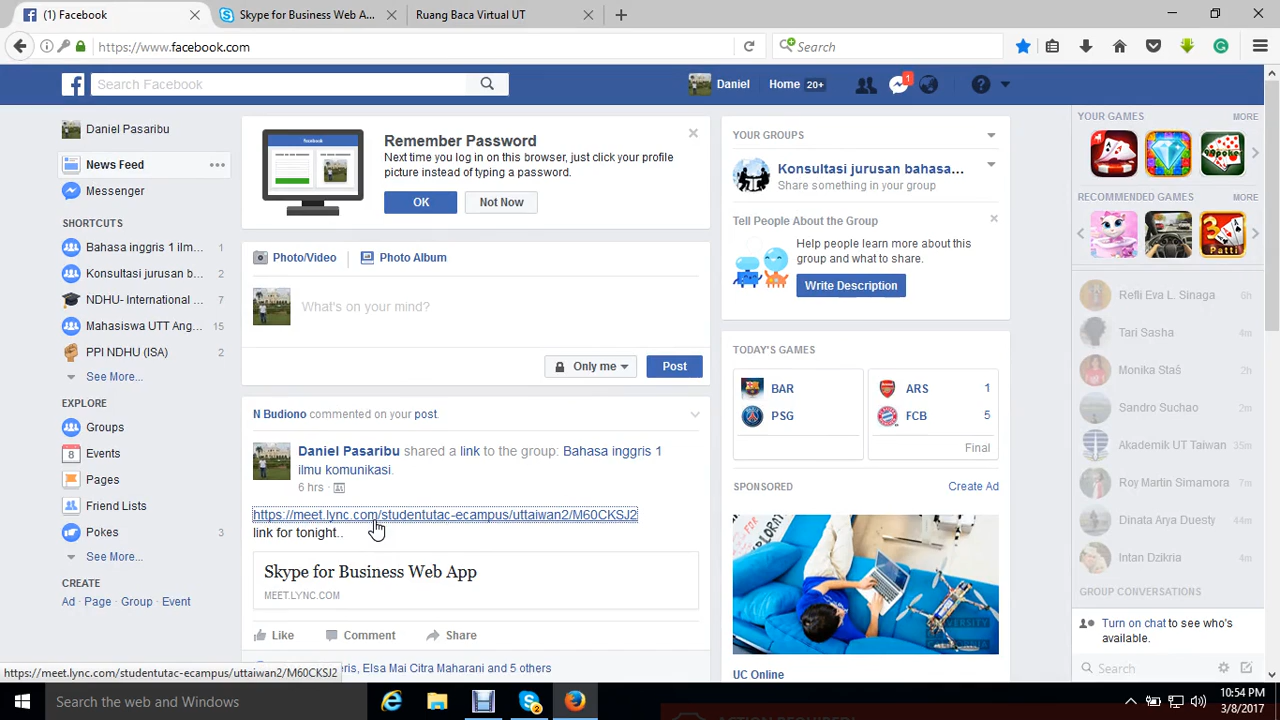 (1) Facebook
Skype for Business Web A...
Ruang Baca Virtual UT
https://www.facebook.com
Search
Search Facebook
Daniel
Home 20+
1
Daniel Pasaribu
News Feed
Messenger
SHORTCUTS
Bahasa inggris 1 ilm... 1
Konsultasi jurusan b... 2
NDHU- International ... 7
Mahasiswa UTT Ang... 15
PPI NDHU (ISA) 2
See More...
EXPLORE
Groups
8 Events
Pages
Friend Lists
Pokes 3
See More...
CREATE
Ad · Page · Group · Event
Remember Password
Next time you log in on this browser, just click your profile
picture instead of typing a password.
OK
Not Now
Photo/Video
Photo Album
What's on your mind?
Only me
Post
N Budiono commented on your post.
Daniel Pasaribu shared a link to the group: Bahasa inggris 1
ilmu komunikasi.
6 hrs ·
https://meet.lync.com/studentutac-ecampus/uttaiwan2/M60CKSJ2
link for tonight..
Skype for Business Web App
MEET.LYNC.COM
Like
Comment
Share
eris, Elsa Mai Citra Maharani and 5 others
YOUR GROUPS
Konsultasi jurusan bahasa...
Share something in your group
Tell People About the Group
Help people learn more about this
group and what to share.
Write Description
TODAY'S GAMES
BAR
PSG
ARS 1
FCB 5
Final
SPONSORED
Create Ad
UC Online
YOUR GAMES
MORE
RECOMMENDED GAMES
MORE
3
Patti
Refli Eva L. Sinaga 6h
Tari Sasha 4m
Monika Staś
Sandro Suchao 2m
Akademik UT Taiwan 35m
Roy Martin Simamora 4m
Dinata Arya Duesty
Intan Dzikria
GROUP CONVERSATIONS
Turn on chat to see who's
available.
Search
https://meet.lync.com/studentutac-ecampus/uttaiwan2/M60CKSJ2
Search the web and Windows
10:54 PM
3/8/2017